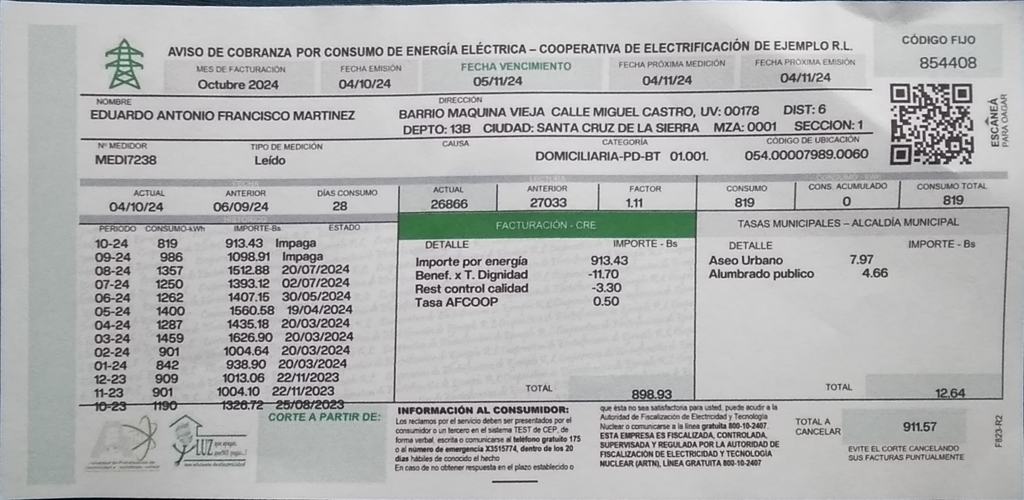 AVISO DE COBRANZA POR CONSUMO DE ENERGÍA ELÉCTRICA – COOPERATIVA DE ELECTRIFICACIÓN DE EJEMPLO R.L.
CÓDIGO FIJO
854408
MES DE FACTURACIÓN FECHA EMISIÓN FECHA VENCIMIENTO FECHA PRÓXIMA MEDICIÓN FECHA PRÓXIMA EMISIÓN
Octubre 2024 04/10/24 05/11/24 04/11/24 04/11/24
NOMBRE DIRECCIÓN
EDUARDO ANTONIO FRANCISCO MARTINEZ BARRIO MAQUINA VIEJA CALLE MIGUEL CASTRO, UV: 00178 DIST: 6
DEPTO: 13B CIUDAD: SANTA CRUZ DE LA SIERRA MZA: 0001 SECCION: 1
ESCÂNEA
PARA OAGAR
Nº MEDIDOR TIPO DE MEDICIÓN CAUSA CATEGORÍA CÓDIGO DE UBICACIÓN
MEDI7238 Leído DOMICILIARIA-PD-BT 01.001. 054.00007989.0060
ACTUAL ANTERIOR DÍAS CONSUMO ACTUAL ANTERIOR FACTOR CONSUMO CONS. ACUMULADO CONSUMO TOTAL
04/10/24 06/09/24 28 26866 27033 1.11 819 0 819
PERIODO CONSUMO-kWh IMPORTE-Bs ESTADO
10-24 819 913.43 Impaga
09-24 986 1098.91 Impaga
08-24 1357 1512.88 20/07/2024
07-24 1250 1393.12 02/07/2024
06-24 1262 1407.15 30/05/2024
05-24 1400 1560.58 19/04/2024
04-24 1287 1435.18 20/03/2024
03-24 1459 1626.90 20/03/2024
02-24 901 1004.64 20/03/2024
01-24 842 938.90 20/03/2024
12-23 909 1013.06 22/11/2023
11-23 901 1004.10 22/11/2023
10-23 1190 1326.72 25/08/2023
FACTURACIÓN - CRE
DETALLE IMPORTE - Bs
Importe por energía 913.43
Benef. x T. Dignidad -11.70
Rest control calidad -3.30
Tasa AFCOOP 0.50
TOTAL 898.93
TASAS MUNICIPALES – ALCALDÍA MUNICIPAL
DETALLE IMPORTE - Bs
Aseo Urbano 7.97
Alumbrado publico 4.66
TOTAL 12.64
LUZ
CORTE A PARTIR DE:
INFORMACIÓN AL CONSUMIDOR:
Los reclamos por el servicio deben ser presentados por el
consumidor o un tercero en el sistema TEST de CEP, de
forma verbal, escrita o comunicarse al teléfono gratuito 175
o al número de emergencia X3515774, dentro de los 20
días hábiles de conocido el hecho
En caso de no obtener respuesta en el plazo establecido o
que ésta no sea satisfactoria para usted, puede acudir a la
Autoridad de Fiscalización de Electricidad y Tecnología
Nuclear o comunicarse a la línea gratuita 800-10-2407.
ESTA EMPRESA ES FISCALIZADA, CONTROLADA,
SUPERVISADA Y REGULADA POR LA AUTORIDAD DE
FISCALIZACIÓN DE ELECTRICIDAD Y TECNOLOGÍA
NUCLEAR (ARTN), LÍNEA GRATUITA 800-10-2407
TOTAL A
CANCELAR
911.57
EVITE EL CORTE CANCELANDO
SUS FACTURAS PUNTUALMENTE
F823-R2